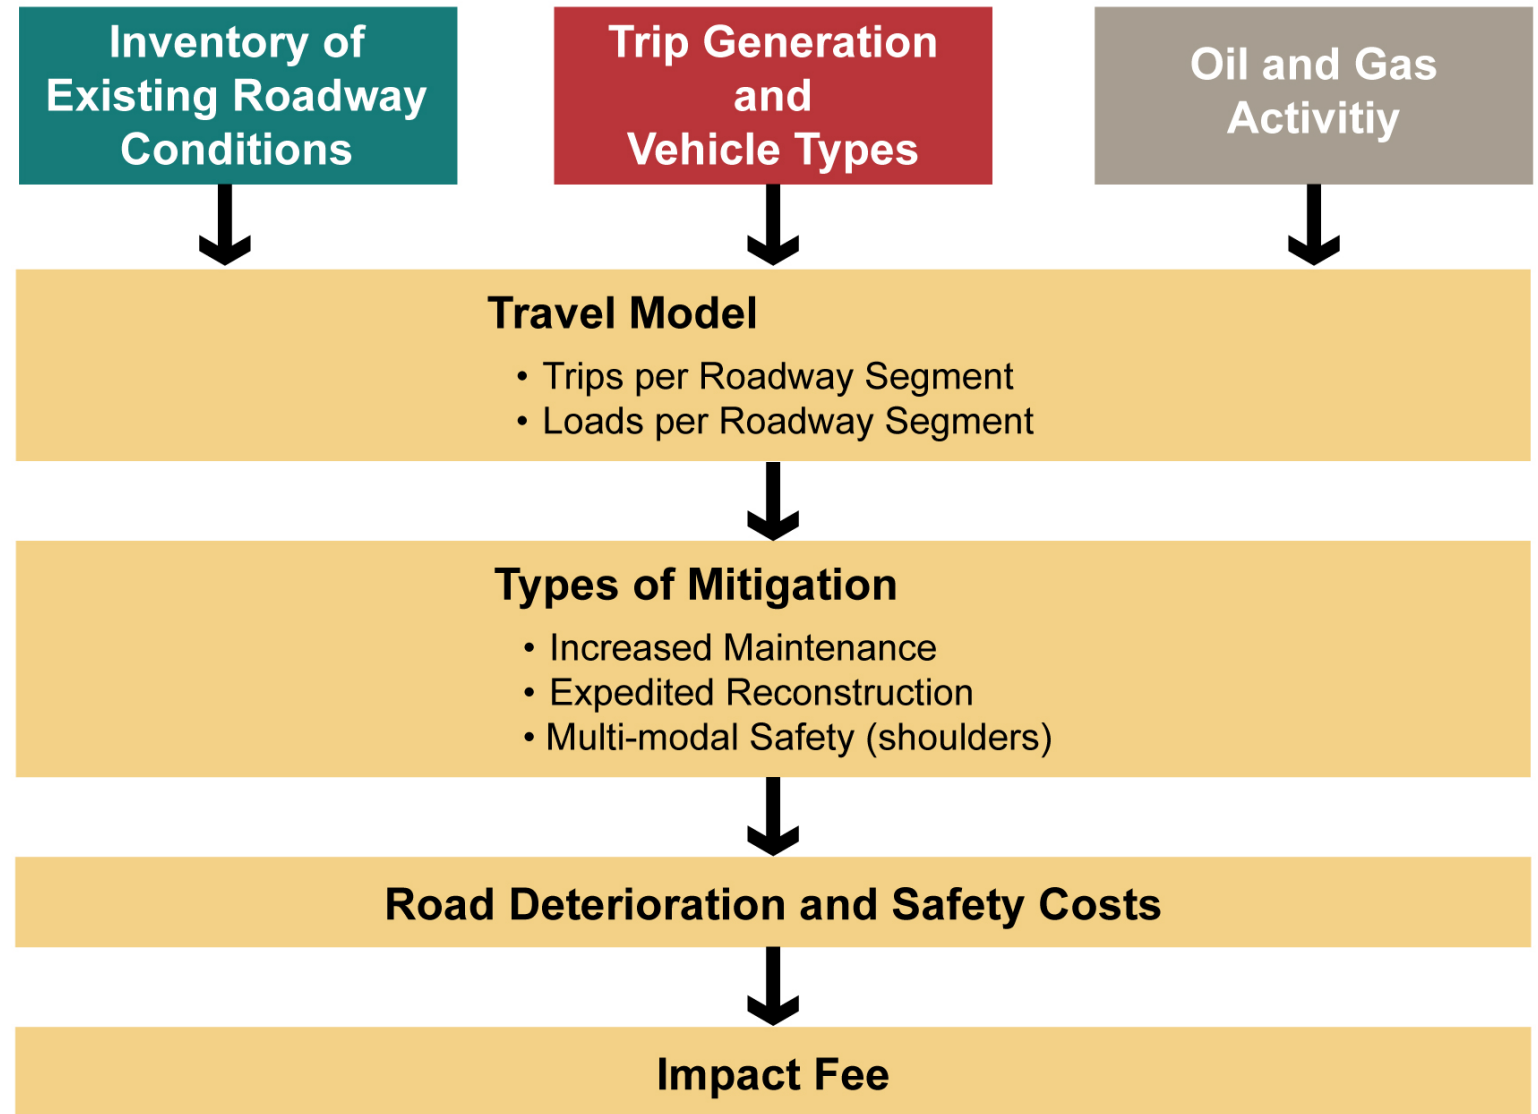 Inventory of
Existing Roadway
Conditions
Trip Generation
and
Vehicle Types
Oil and Gas
Activitiy
Travel Model
• Trips per Roadway Segment
• Loads per Roadway Segment
Types of Mitigation
• Increased Maintenance
• Expedited Reconstruction
• Multi-modal Safety (shoulders)
Road Deterioration and Safety Costs
Impact Fee